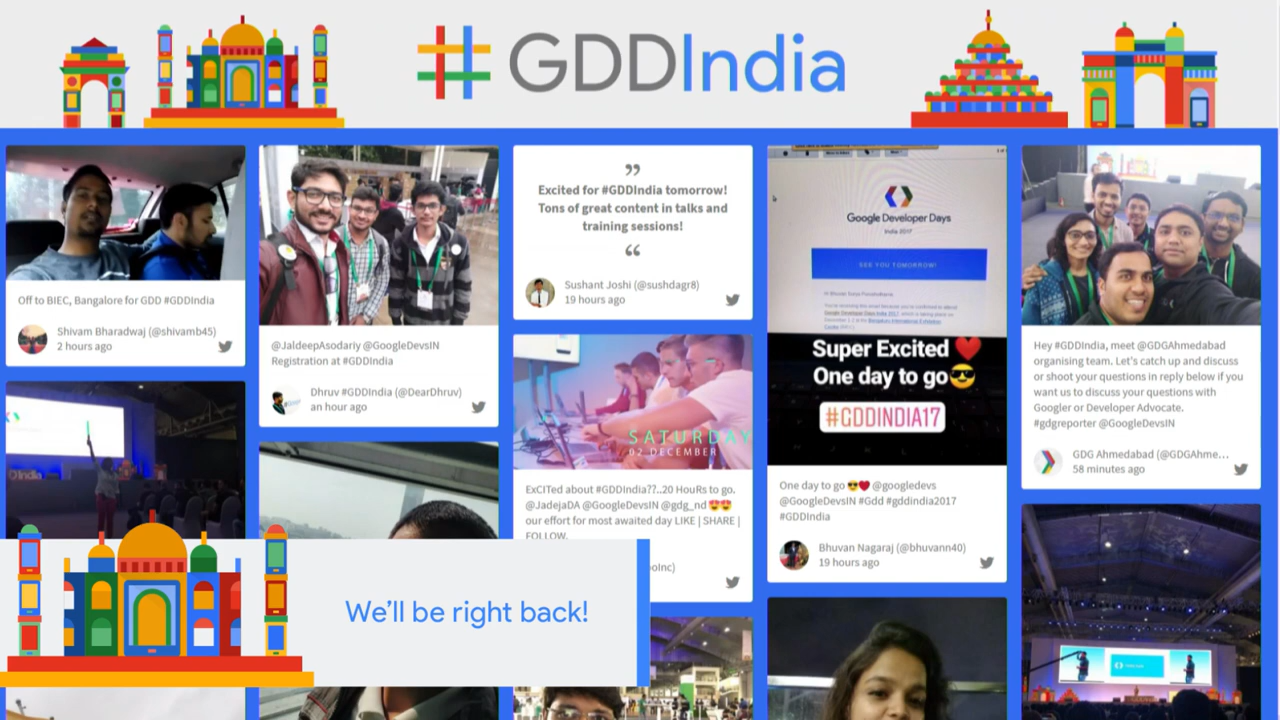 #GDDIndia
Off to BIEC, Bangalore for GDD #GDDIndia
Shivam Bharadwaj (@shivamb45)
2 hours ago
@JaldeepAsodariy @GoogleDevsIN
Registration at #GDDIndia
Dhruv #GDDIndia (@DearDhruv)
an hour ago
”
Excited for #GDDIndia tomorrow!
Tons of great content in talks and
training sessions!
“
Sushant Joshi (@sushdagr8)
19 hours ago
SATURDAY
02 DECEMBER
ExCITed about #GDDIndia??..20 HouRs to go.
@JadejaDA @GoogleDevsIN @gdg_nd 😍😍
our effort for most awaited day LIKE | SHARE |
FOLLOW.
Google Developer Days
India 2017
SEE YOU TOMORROW!
Super Excited ❤️
One day to go😎
#GDDINDIA17
One day to go 😎❤️ @googledevs
@GoogleDevsIN #Gdd #gddindia2017
#GDDIndia
Bhuvan Nagaraj (@bhuvann40)
19 hours ago
Hey #GDDIndia, meet @GDGAhmedabad
organising team. Let's catch up and discuss
or shoot your questions in reply below if you
want us to discuss your questions with
Googler or Developer Advocate.
#gdgreporter @GoogleDevsIN
GDG Ahmedabad (@GDGAhme...
58 minutes ago
We'll be right back!